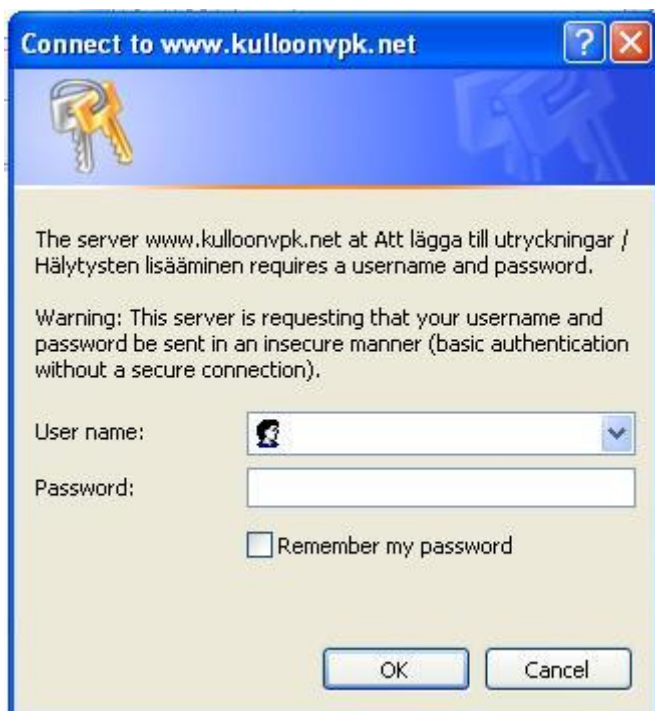 Connect to www.kulloonvpk.net
The server www.kulloonvpk.net at Att lägga till utryckningar /
Hälytysten lisääminen requires a username and password.
Warning: This server is requesting that your username and
password be sent in an insecure manner (basic authentication
without a secure connection).
User name:
Password:
Remember my password
OK Cancel